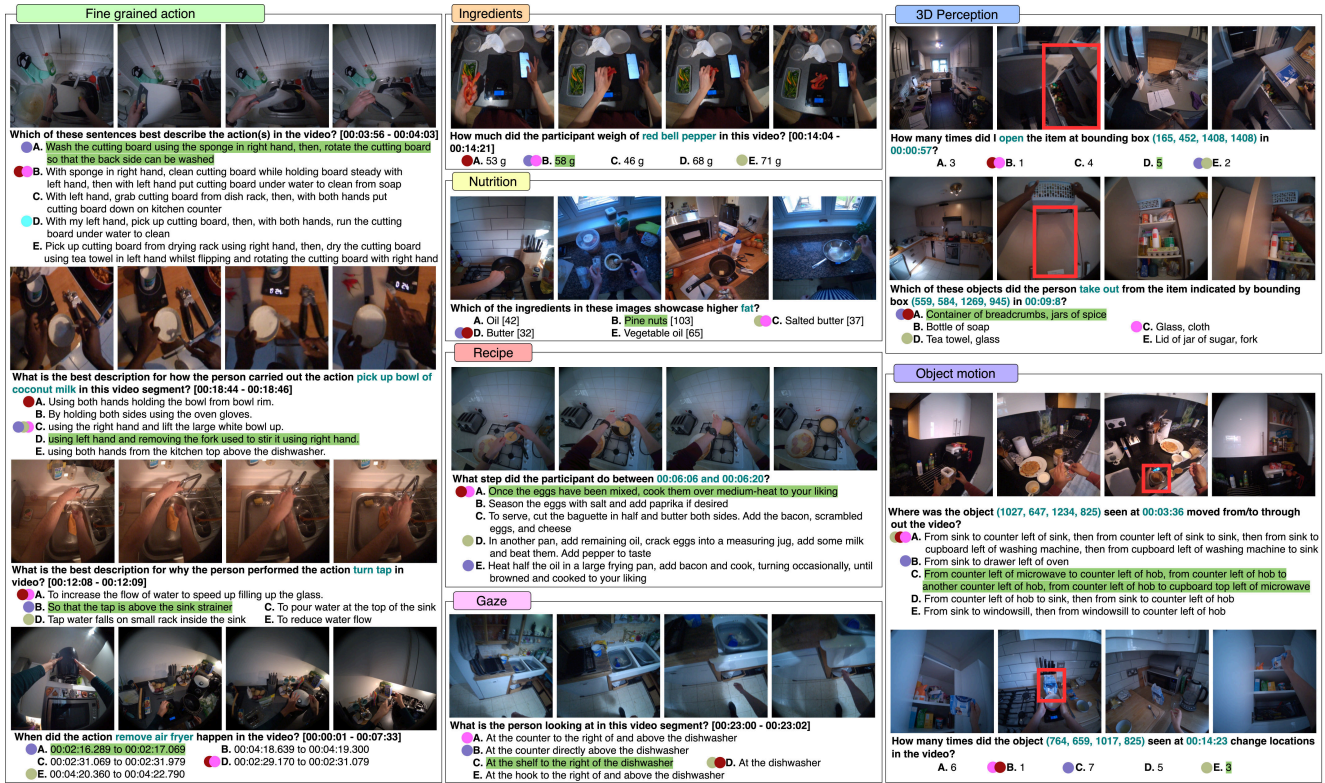 Fine grained action
Which of these sentences best describe the action(s) in the video? [00:03:56 - 00:04:03]
A. Wash the cutting board using the sponge in right hand, then, rotate the cutting board
so that the back side can be washed
B. With sponge in right hand, clean cutting board while holding board steady with
left hand, then with left hand put cutting board under water to clean from soap
C. With left hand, grab cutting board from dish rack, then, with both hands put
cutting board down on kitchen counter
D. With my left hand, pick up cutting board, then, with both hands, run the cutting
board under water to clean
E. Pick up cutting board from drying rack using right hand, then, dry the cutting board
using tea towel in left hand whilst flipping and rotating the cutting board with right hand
What is the best description for how the person carried out the action pick up bowl of
coconut milk in this video segment? [00:18:44 - 00:18:46]
A. Using both hands holding the bowl from bowl rim.
B. By holding both sides using the oven gloves.
C. using the right hand and lift the large white bowl up.
D. using left hand and removing the fork used to stir it using right hand.
E. using both hands from the kitchen top above the dishwasher.
What is the best description for why the person performed the action turn tap in
video? [00:12:08 - 00:12:09]
A. To increase the flow of water to speed up filling up the glass.
B. So that the tap is above the sink strainer C. To pour water at the top of the sink
D. Tap water falls on small rack inside the sink E. To reduce water flow
When did the action remove air fryer happen in the video? [00:00:01 - 00:07:33]
A. 00:02:16.289 to 00:02:17.069 B. 00:04:18.639 to 00:04:19.300
C. 00:02:31.069 to 00:02:31.979 D. 00:02:29.170 to 00:02:31.079
E. 00:04:20.360 to 00:04:22.790
Ingredients
How much did the participant weigh of red bell pepper in this video? [00:14:04 -
00:14:21]
A. 53 g B. 58 g C. 46 g D. 68 g E. 71 g
Nutrition
Which of the ingredients in these images showcase higher fat?
A. Oil [42] B. Pine nuts [103] C. Salted butter [37]
D. Butter [32] E. Vegetable oil [65]
Recipe
What step did the participant do between 00:06:06 and 00:06:20?
A. Once the eggs have been mixed, cook them over medium-heat to your liking
B. Season the eggs with salt and add paprika if desired
C. To serve, cut the baguette in half and butter both sides. Add the bacon, scrambled
eggs, and cheese
D. In another pan, add remaining oil, crack eggs into a measuring jug, add some milk
and beat them. Add pepper to taste
E. Heat half the oil in a large frying pan, add bacon and cook, turning occasionally, until
browned and cooked to your liking
Gaze
What is the person looking at in this video segment? [00:23:00 - 00:23:02]
A. At the counter to the right of and above the dishwasher
B. At the counter directly above the dishwasher
C. At the shelf to the right of the dishwasher D. At the dishwasher
E. At the hook to the right of and above the dishwasher
3D Perception
How many times did I open the item at bounding box (165, 452, 1408, 1408) in
00:00:57?
A. 3 B. 1 C. 4 D. 5 E. 2
Which of these objects did the person take out from the item indicated by bounding
box (559, 584, 1269, 945) in 00:09:8?
A. Container of breadcrumbs, jars of spice
B. Bottle of soap C. Glass, cloth
D. Tea towel, glass E. Lid of jar of sugar, fork
Object motion
Where was the object (1027, 647, 1234, 825) seen at 00:03:36 moved from/to through
out the video?
A. From sink to counter left of sink, then from counter left of sink to sink, then from sink to
cupboard left of washing machine, then from cupboard left of washing machine to sink
B. From sink to drawer left of oven
C. From counter left of microwave to counter left of hob, from counter left of hob to
another counter left of hob, from counter left of hob to cupboard top left of microwave
D. From counter left of hob to sink, then from sink to counter left of hob
E. From sink to windowsill, then from windowsill to counter left of hob
How many times did the object (764, 659, 1017, 825) seen at 00:14:23 change locations
in the video?
A. 6 B. 1 C. 7 D. 5 E. 3